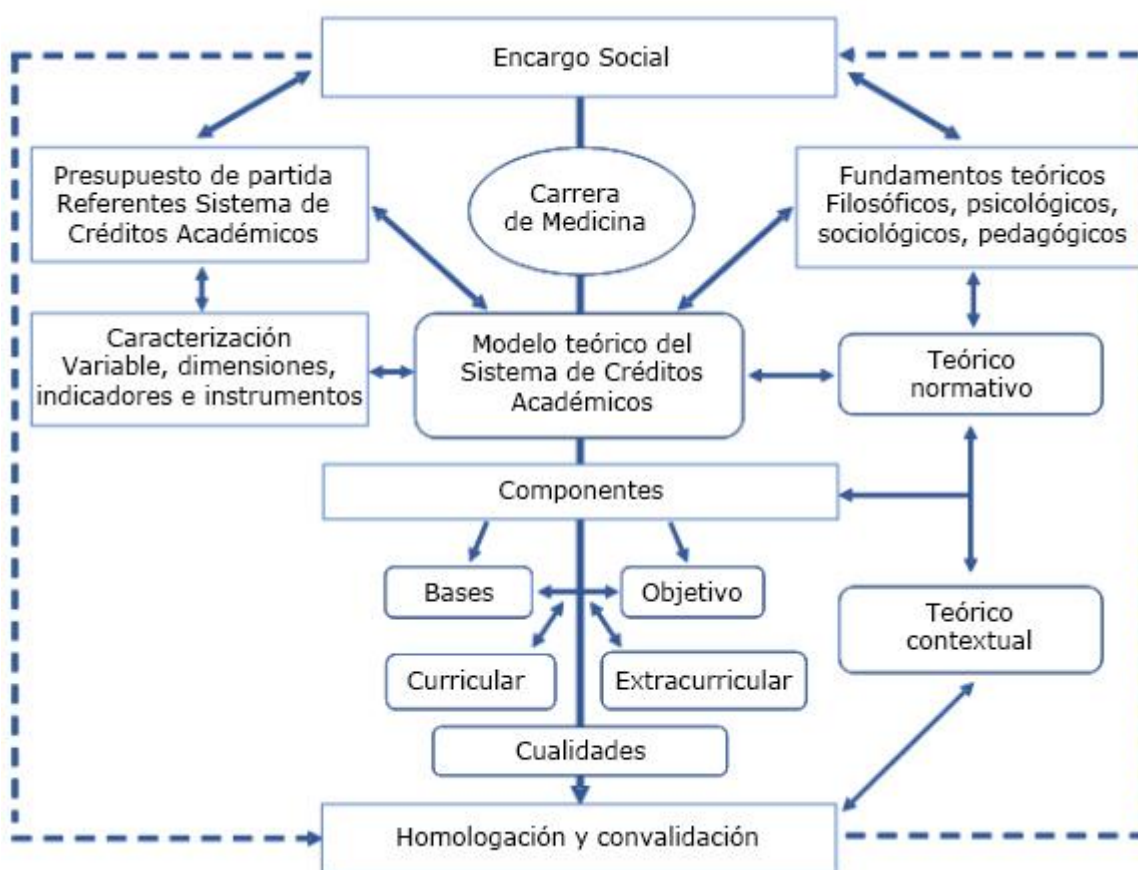 Encargo Social
Presupuesto de partida
Referentes Sistema de
Créditos Académicos
Carrera
de Medicina
Fundamentos teóricos
Filosóficos, psicológicos,
sociológicos, pedagógicos
Caracterización
Variable, dimensiones,
indicadores e instrumentos
Modelo teórico del
Sistema de Créditos
Académicos
Teórico
normativo
Componentes
Bases
Objetivo
Teórico
contextual
Curricular
Extracurricular
Cualidades
Homologación y convalidación